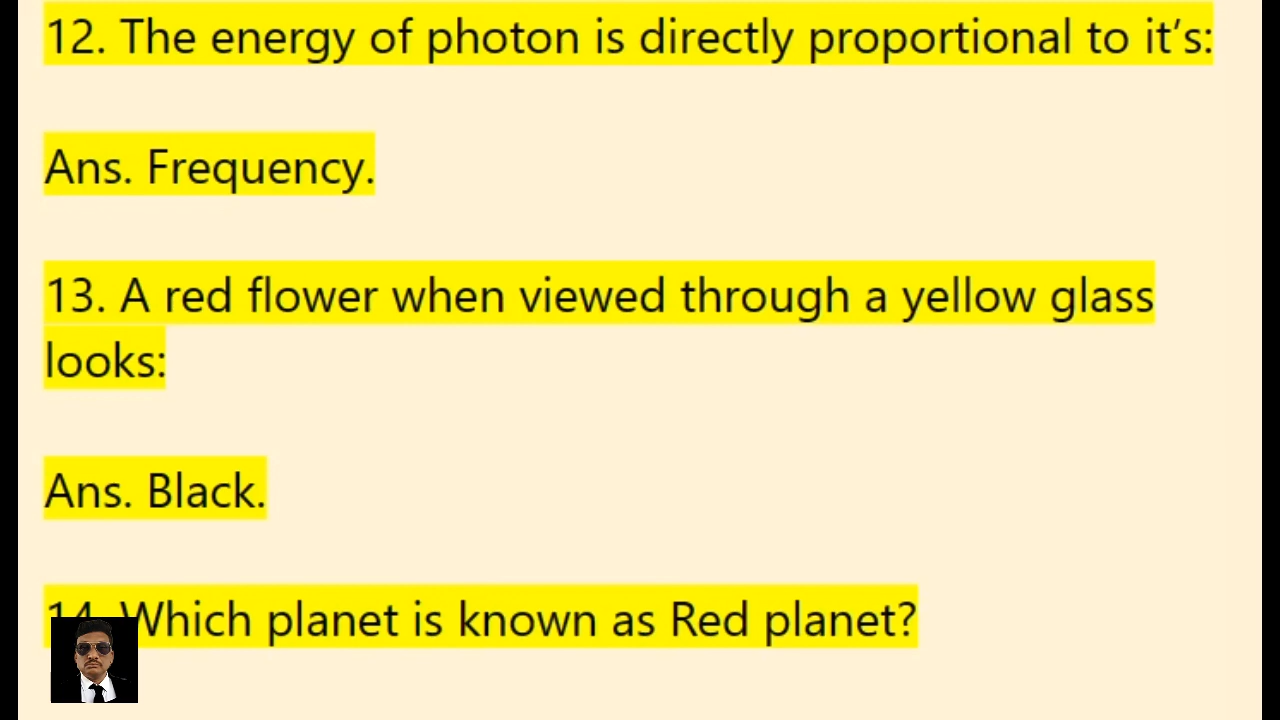 12. The energy of photon is directly proportional to it’s:
Ans. Frequency.
13. A red flower when viewed through a yellow glass
looks:
Ans. Black.
14. Which planet is known as Red planet?